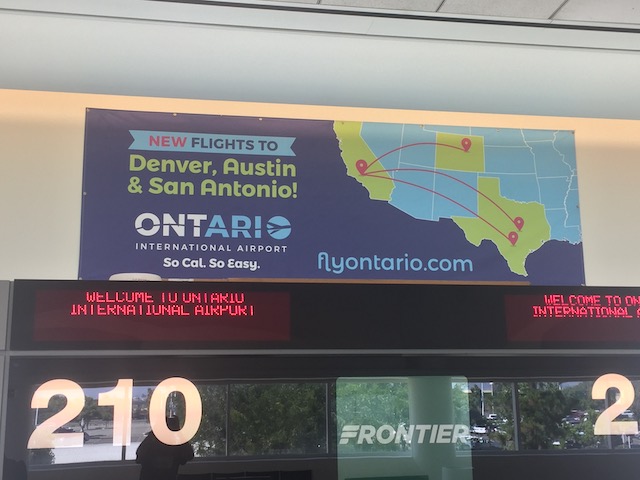 NEW FLIGHTS TO
Denver, Austin
& San Antonio!
ONTARIO
INTERNATIONAL AIRPORT
So Cal. So Easy.
flyontario.com
WELCOME TO ONTARIO
INTERNATIONAL AIRPORT
WELCOME TO ON
INTERNATIONAL A
210
FRONTIER
2